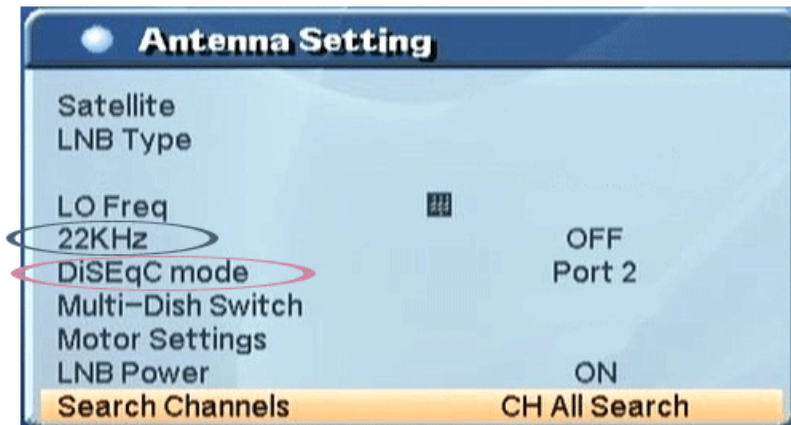 Antenna Setting
Satellite
LNB Type
LO Freq
22KHz OFF
DiSEqC mode Port 2
Multi-Dish Switch
Motor Settings
LNB Power ON
Search Channels CH All Search